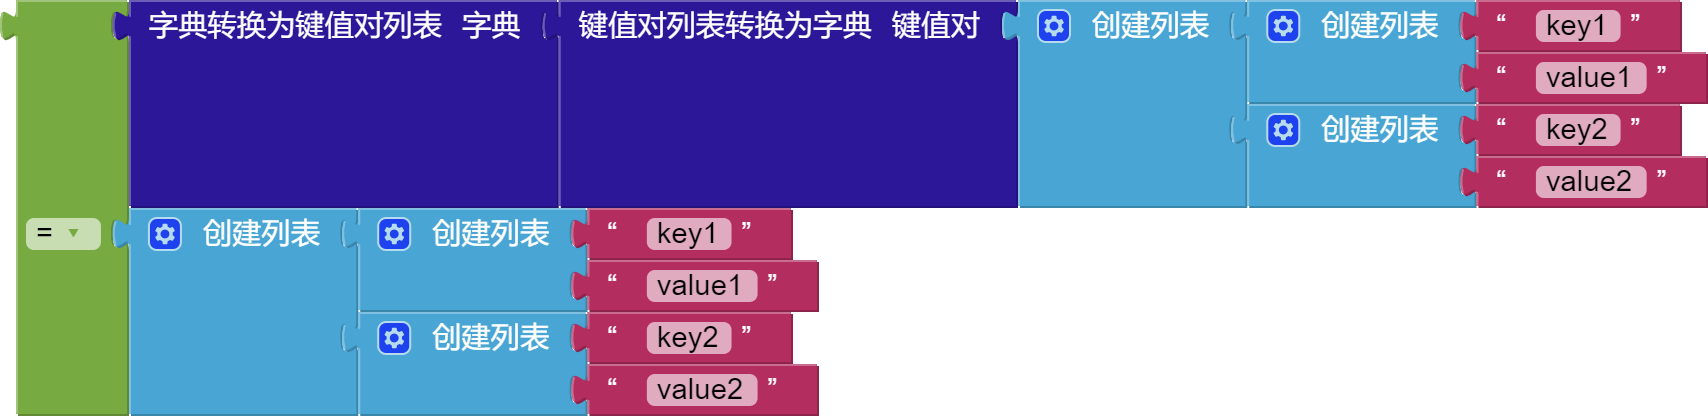 字典转换为键值对列表 字典 键值对列表转换为字典 键值对 创建列表 创建列表 “ key1 ”
“ value1 ”
创建列表 “ key2 ”
“ value2 ”
= 创建列表 创建列表 “ key1 ”
“ value1 ”
创建列表 “ key2 ”
“ value2 ”